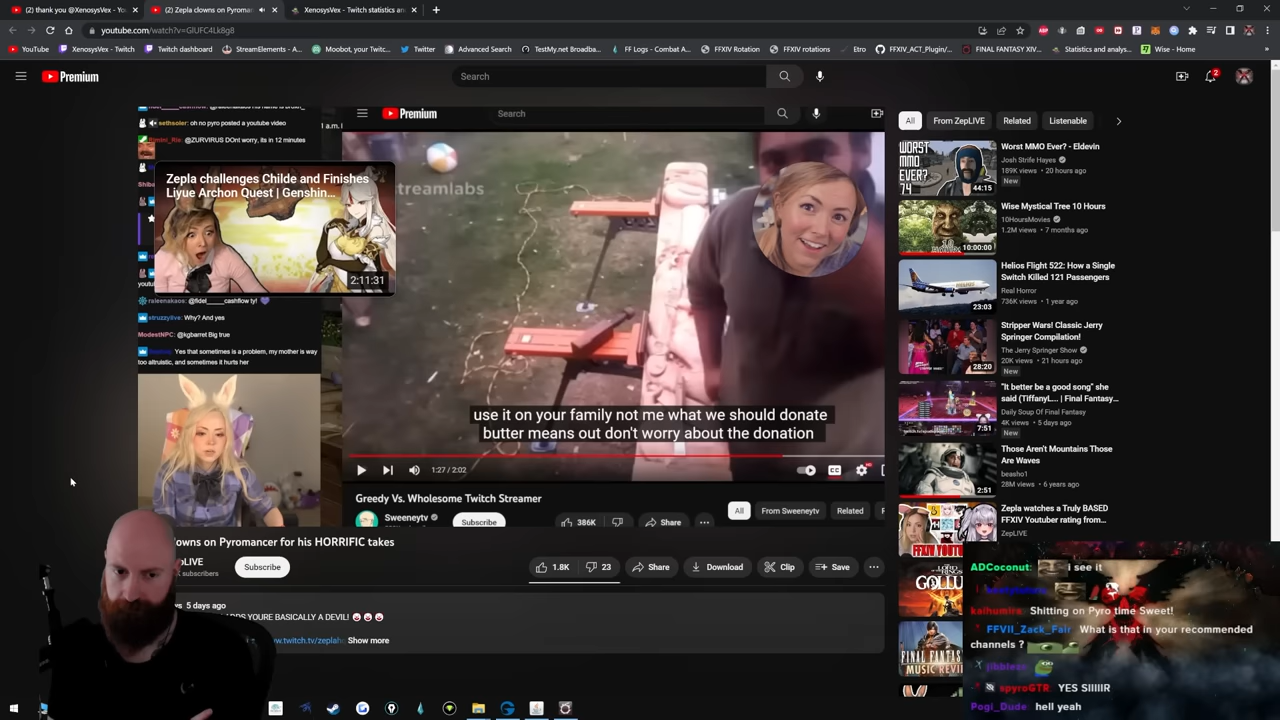 (2) thank you @XenosysVex - Yo
(2) Zepla clowns on Pyroman
XenosysVex - Twitch statistics an
youtube.com/watch?v=GlUFC4Lk8g8
YouTube
XenosysVex - Twitch
Twitch dashboard
StreamElements - A...
Moobot, your Twitc...
Twitter
Advanced Search
TestMy.net Broadba...
FF Logs - Combat A...
FFXIV Rotation
FFXIV rotations
Etro
FFXIV_ACT_Plugin/...
FINAL FANTASY XIV...
Statistics and analys...
Wise - Home
Premium
Search
2
sethsoler: oh no pyro posted a youtube video
@ZURVIRUS DOnt worry, its in 12 minutes
1 a.m.
Premium
Search
streamlabs
Zepla challenges Childe and Finishes
Liyue Archon Quest | Genshin...
2:11:31
raleenakaos: @fidel_____cashflow ty!
struzzylive: Why? And yes
ModestNPC: @kgbarret Big true
Yes that sometimes is a problem, my mother is way
too altruistic, and sometimes it hurts her
use it on your family not me what we should donate
butter means out don't worry about the donation
1:27 / 2:02
Greedy Vs. Wholesome Twitch Streamer
Sweeneytv
Subscribe
386K
Share
All
From Sweeneytv
Related
lowns on Pyromancer for his HORRIFIC takes
pLIVE
subscribers
Subscribe
1.8K
23
Share
Download
Clip
Save
5 days ago
YOURE BASICALLY A DEVIL!
Show more
All
From ZepLIVE
Related
Listenable
WORST
MMO
EVER?
74
44:15
Worst MMO Ever? - Eldevin
Josh Strife Hayes
189K views • 20 hours ago
New
10:00:00
Wise Mystical Tree 10 Hours
10HoursMovies
1.2M views • 7 months ago
23:03
Helios Flight 522: How a Single
Switch Killed 121 Passengers
Real Horror
736K views • 1 year ago
28:20
Stripper Wars! Classic Jerry
Springer Compilation!
The Jerry Springer Show
20K views • 21 hours ago
New
7:51
"It better be a good song" she
said (TiffanyL... | Final Fantasy...
Daily Soup Of Final Fantasy
4K views • 5 days ago
New
2:51
Those Aren't Mountains Those
Are Waves
beasho1
28M views • 6 years ago
Zepla watches a Truly BASED
FFXIV Youtuber rating from...
ZepLIVE
ADCoconut: I see it
kaihumira: Shitting on Pyro time Sweet!
FFVII_Zack_Fair: What is that in your recommended
channels ?
jibbless:
spyroGTR: YES SIIIIIR
Pogi_Dude: hell yeah